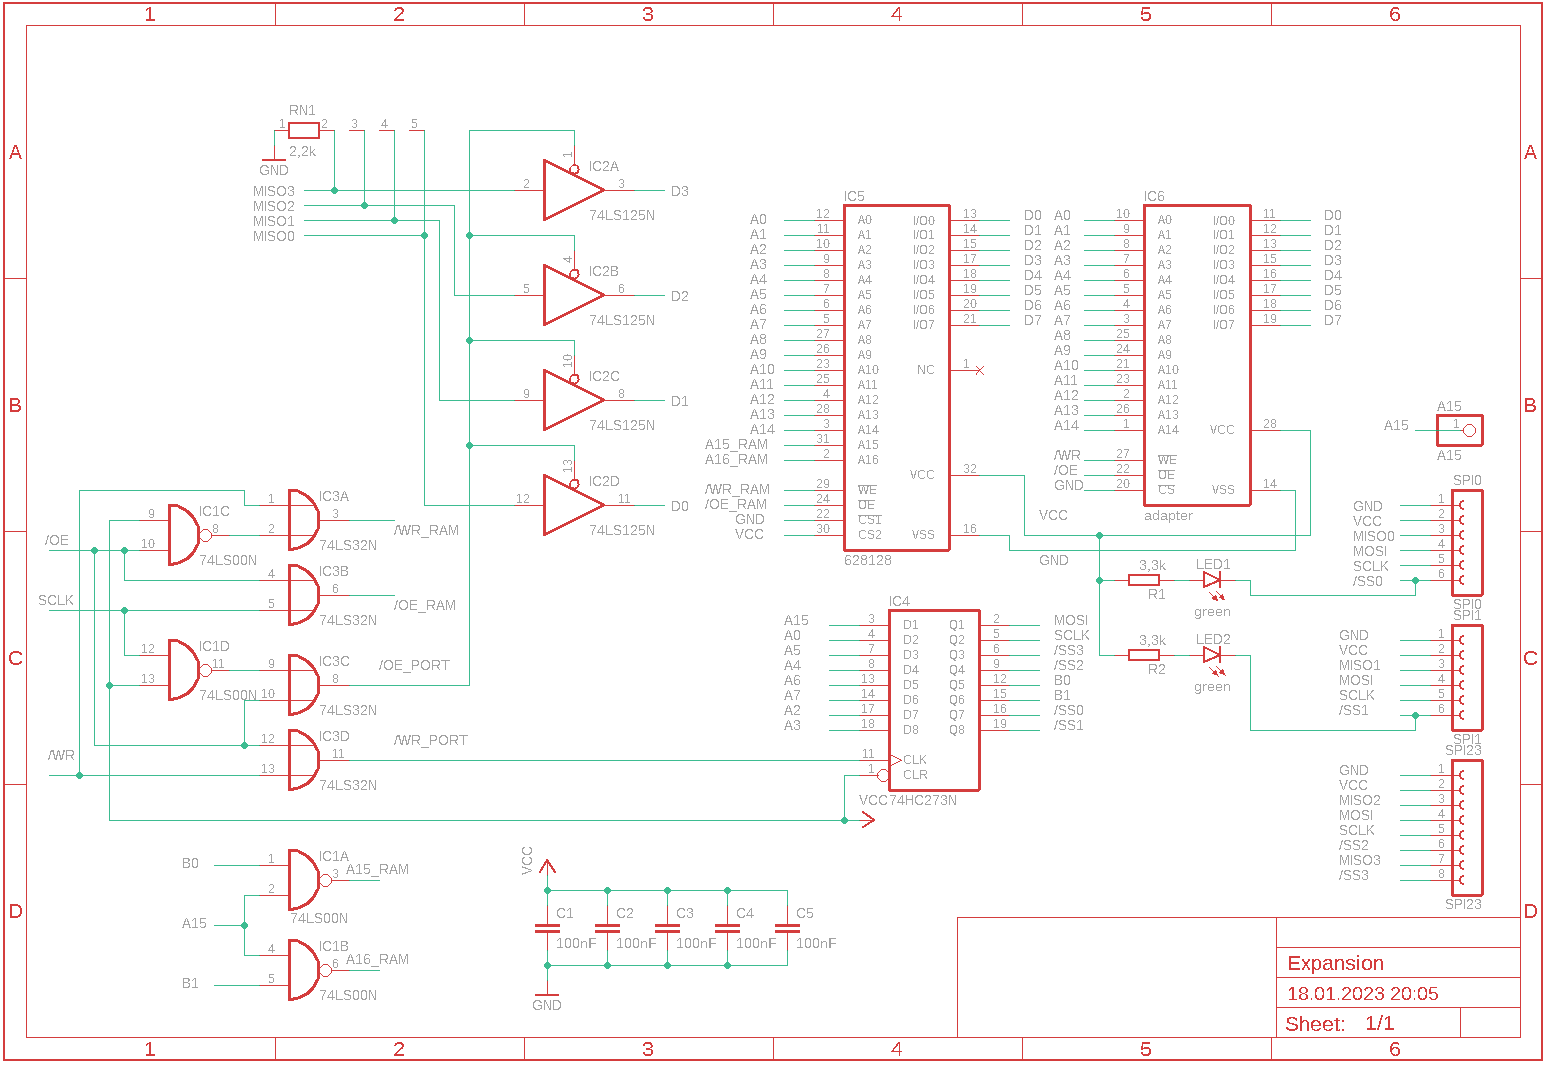 1 2 3 4 5 6
A A
B B
C C
D D
RN1
1 2 3 4 5
2,2k
GND
MISO3
MISO2
MISO1
MISO0
1
IC2A
2 3 D3
74LS125N
4
IC2B
5 6 D2
74LS125N
10
IC2C
9 8 D1
74LS125N
13
IC2D
12 11 D0
74LS125N
IC5
A0 12 A0 I/O0 13 D0
A1 11 A1 I/O1 14 D1
A2 10 A2 I/O2 15 D2
A3 9 A3 I/O3 17 D3
A4 8 A4 I/O4 18 D4
A5 7 A5 I/O5 19 D5
A6 6 A6 I/O6 20 D6
A7 5 A7 I/O7 21 D7
A8 27 A8
A9 26 A9
A10 23 A10 NC 1
A11 25 A11
A12 4 A12
A13 28 A13
A14 3 A14
A15_RAM 31 A15
A16_RAM 2 A16
VCC 32
/WR_RAM 29 WE
/OE_RAM 24 OE
GND 22 CS1
VCC 30 CS2 VSS 16
628128
IC6
A0 10 A0 I/O0 11 D0
A1 9 A1 I/O1 12 D1
A2 8 A2 I/O2 13 D2
A3 7 A3 I/O3 15 D3
A4 6 A4 I/O4 16 D4
A5 5 A5 I/O5 17 D5
A6 4 A6 I/O6 18 D6
A7 3 A7 I/O7 19 D7
A8 25 A8
A9 24 A9
A10 21 A10
A11 23 A11
A12 2 A12
A13 26 A13
A14 1 A14 VCC 28
/WR 27 WE
/OE 22 OE
GND 20 CS VSS 14
adapter
VCC
GND
A15
A15 1
A15
SPI0
GND 1
VCC 2
MISO0 3
MOSI 4
SCLK 5
/SS0 6
SPI0
SPI1
GND 1
VCC 2
MISO1 3
MOSI 4
SCLK 5
/SS1 6
SPI1
SPI23
GND 1
VCC 2
MISO2 3
MOSI 4
SCLK 5
/SS2 6
MISO3 7
/SS3 8
SPI23
3,3k LED1
R1 green
3,3k LED2
R2 green
/OE
SCLK
/WR
9 IC1C
8
10 74LS00N
1 IC3A
3
2 74LS32N
/WR_RAM
4 IC3B
6
5 74LS32N
/OE_RAM
12 IC1D
11
13 74LS00N
9 IC3C
8
10 74LS32N
/OE_PORT
12 IC3D
11
13 74LS32N
/WR_PORT
IC4
A15 3 D1 Q1 2 MOSI
A0 4 D2 Q2 5 SCLK
A5 7 D3 Q3 6 /SS3
A4 8 D4 Q4 9 /SS2
A6 13 D5 Q5 12 B0
A7 14 D6 Q6 15 B1
A2 17 D7 Q7 16 /SS0
A3 18 D8 Q8 19 /SS1
11 CLK
1 CLR
VCC 74HC273N
B0 1 IC1A
3 A15_RAM
2
74LS00N
A15
4 IC1B
6 A16_RAM
B1 5
74LS00N
VCC
C1 C2 C3 C4 C5
100nF 100nF 100nF 100nF 100nF
GND
Expansion
18.01.2023 20:05
Sheet: 1/1
1 2 3 4 5 6